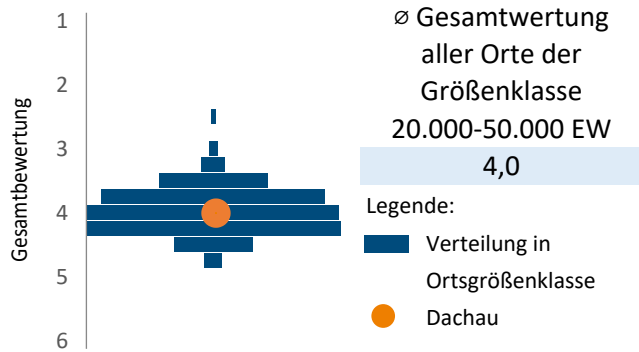 Gesamtbewertung
1
2
3
4
5
6
⌀ Gesamtwertung
aller Orte der
Größenklasse
20.000-50.000 EW
4,0
Legende:
Verteilung in
Ortsgrößenklasse
Dachau